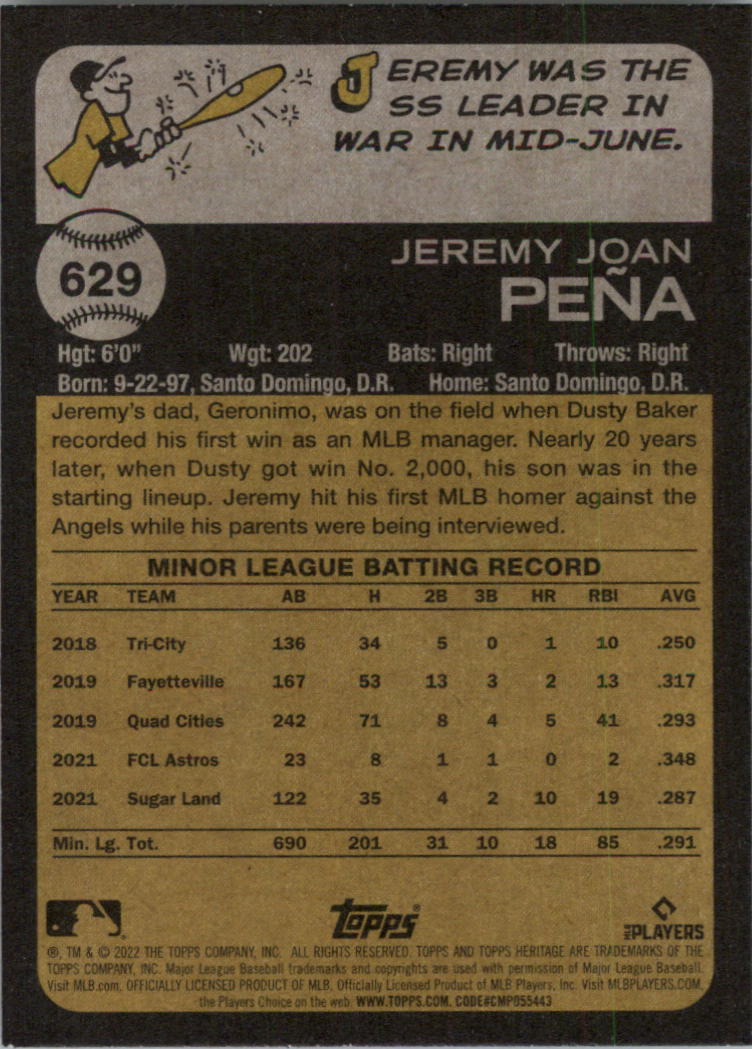 JEREMY WAS THE
SS LEADER IN
WAR IN MID-JUNE.
629
JEREMY JOAN
PEÑA
Hgt: 6'0" Wgt: 202 Bats: Right Throws: Right
Born: 9-22-97, Santo Domingo, D.R. Home: Santo Domingo, D.R.
Jeremy's dad, Geronimo, was on the field when Dusty Baker
recorded his first win as an MLB manager. Nearly 20 years
later, when Dusty got win No. 2,000, his son was in the
starting lineup. Jeremy hit his first MLB homer against the
Angels while his parents were being interviewed.
MINOR LEAGUE BATTING RECORD
YEAR TEAM AB H 2B 3B HR RBI AVG
2018 Tri-City 136 34 5 0 1 10 .250
2019 Fayetteville 167 53 13 3 2 13 .317
2019 Quad Cities 242 71 8 4 5 41 .293
2021 FCL Astros 23 8 1 1 0 2 .348
2021 Sugar Land 122 35 4 2 10 19 .287
Min. Lg. Tot. 690 201 31 10 18 85 .291
Topps®
MLB PLAYERS
®, TM & © 2022 THE TOPPS COMPANY, INC. ALL RIGHTS RESERVED. TOPPS AND TOPPS HERITAGE ARE TRADEMARKS OF THE
TOPPS COMPANY, INC. Major League Baseball trademarks and copyrights are used with permission of Major League Baseball.
Visit MLB.com. OFFICIALLY LICENSED PRODUCT OF MLB. Officially Licensed Product of MLB Players, Inc. Visit MLBPLAYERS.COM,
the Players Choice on the web. WWW.TOPPS.COM. CODE#CMP055443